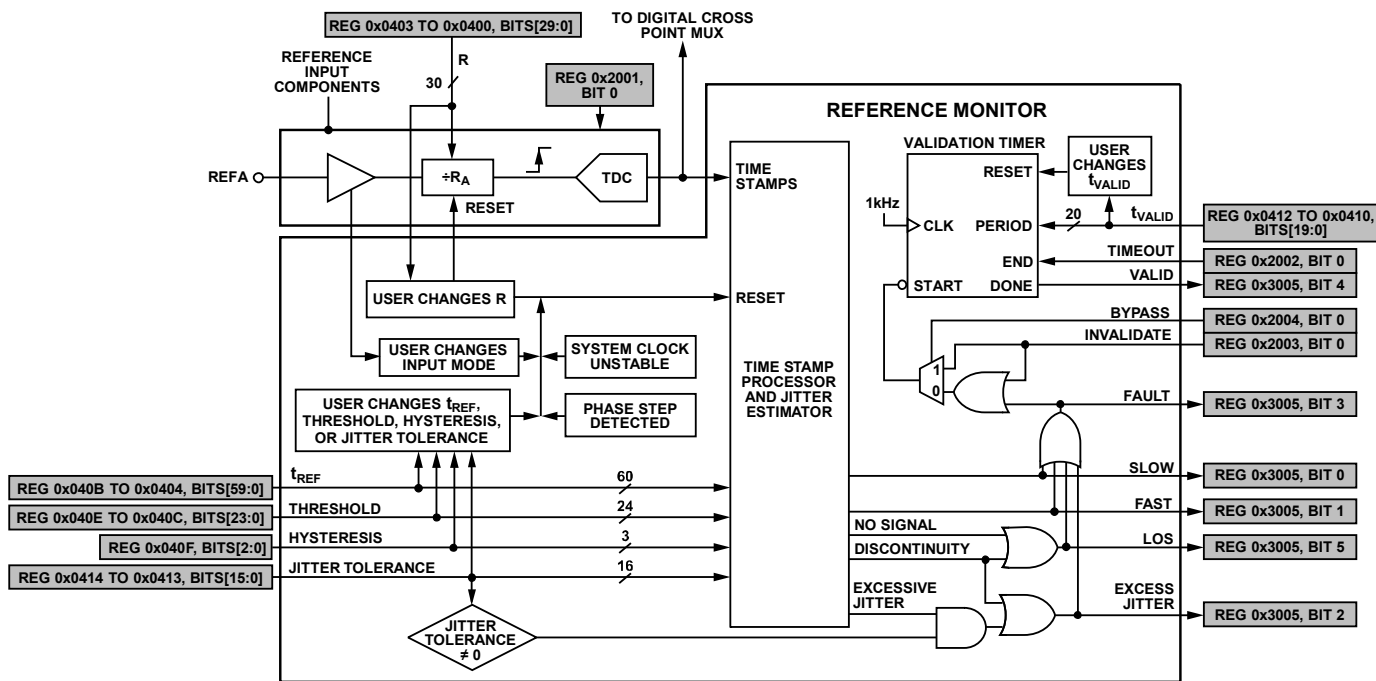 REG 0x0403 TO 0x0400, BITS[29:0]
TO DIGITAL CROSS
POINT MUX
REFERENCE
INPUT
COMPONENTS
R
30
REG 0x2001,
BIT 0
REFERENCE MONITOR
REFA
÷RA
RESET
TDC
TIME
STAMPS
VALIDATION TIMER
RESET
USER
CHANGES
tVALID
1kHz
CLK
PERIOD
20
tVALID
REG 0x0412 TO 0x0410,
BITS[19:0]
END
TIMEOUT
REG 0x2002, BIT 0
START
DONE
VALID
REG 0x3005, BIT 4
USER CHANGES R
RESET
BYPASS
REG 0x2004, BIT 0
INVALIDATE
REG 0x2003, BIT 0
USER CHANGES
INPUT MODE
SYSTEM CLOCK
UNSTABLE
1
0
TIME STAMP
PROCESSOR
AND JITTER
ESTIMATOR
USER CHANGES tREF,
THRESHOLD, HYSTERESIS,
OR JITTER TOLERANCE
PHASE STEP
DETECTED
FAULT
REG 0x3005, BIT 3
REG 0x040B TO 0x0404, BITS[59:0]
tREF
60
SLOW
REG 0x3005, BIT 0
REG 0x040E TO 0x040C, BITS[23:0]
THRESHOLD
24
FAST
REG 0x3005, BIT 1
REG 0x040F, BITS[2:0]
HYSTERESIS
3
NO SIGNAL
DISCONTINUITY
LOS
REG 0x3005, BIT 5
REG 0x0414 TO 0x0413, BITS[15:0]
JITTER TOLERANCE
16
EXCESSIVE
JITTER
EXCESS
JITTER
REG 0x3005, BIT 2
JITTER
TOLERANCE
≠ 0